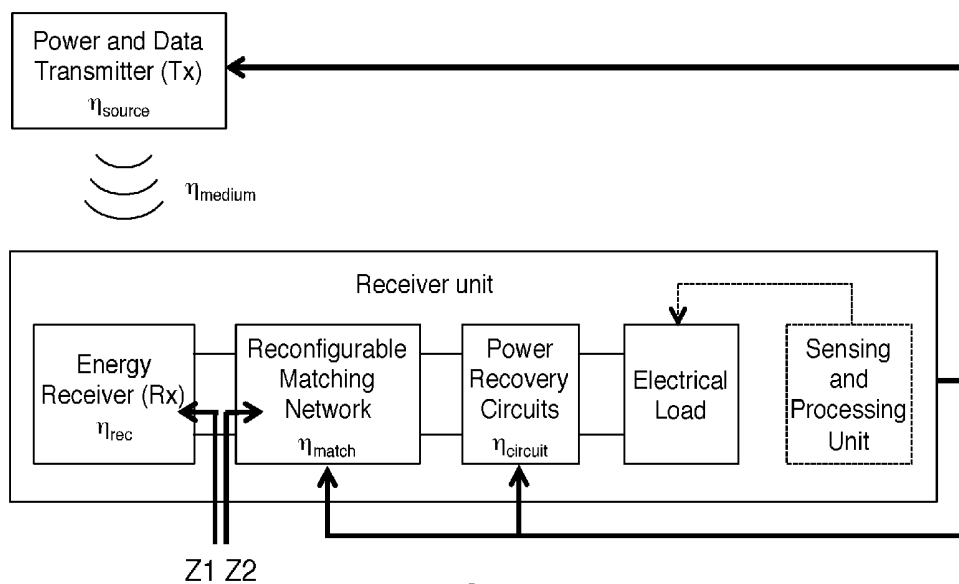 Power and Data
Transmitter (Tx)
ηsource
ηmedium
Receiver unit
Energy
Receiver (Rx)
ηrec
Reconfigurable
Matching
Network
ηmatch
Power
Recovery
Circuits
ηcircuit
Electrical
Load
Sensing
and
Processing
Unit
Z1 Z2